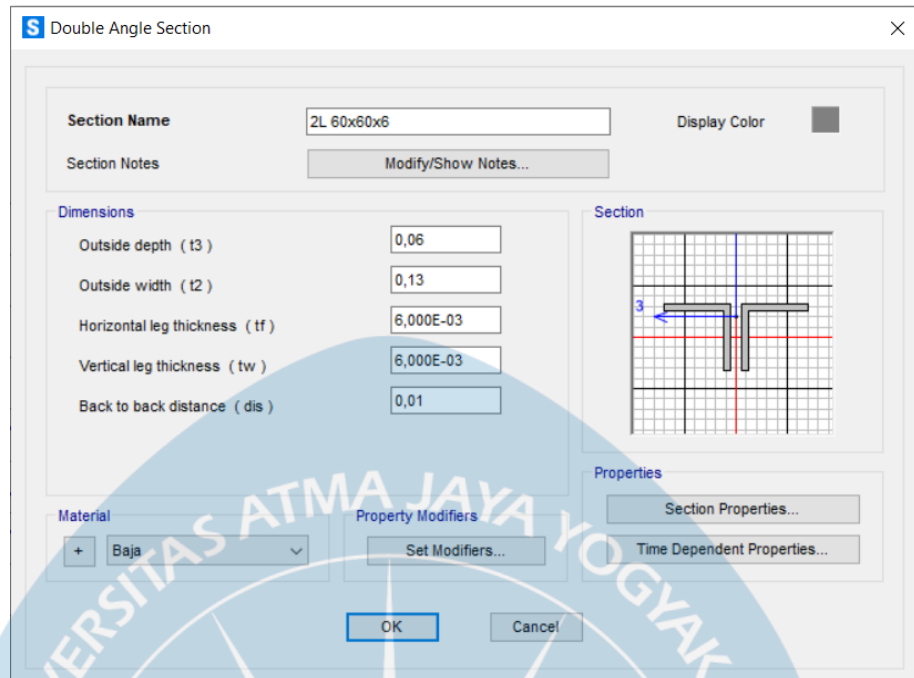 S Double Angle Section
Section Name 2L 60x60x6 Display Color
Section Notes Modify/Show Notes...
Dimensions Section
Outside depth ( t3 ) 0,06
Outside width ( t2 ) 0,13
3
Horizontal leg thickness ( tf ) 6,000E-03
Vertical leg thickness ( tw ) 6,000E-03
Back to back distance ( dis ) 0,01
Properties
Section Properties...
Material Property Modifiers
+ Baja Set Modifiers... Time Dependent Properties...
OK Cancel
VERSITAS ATMA JAYA YOGYAK